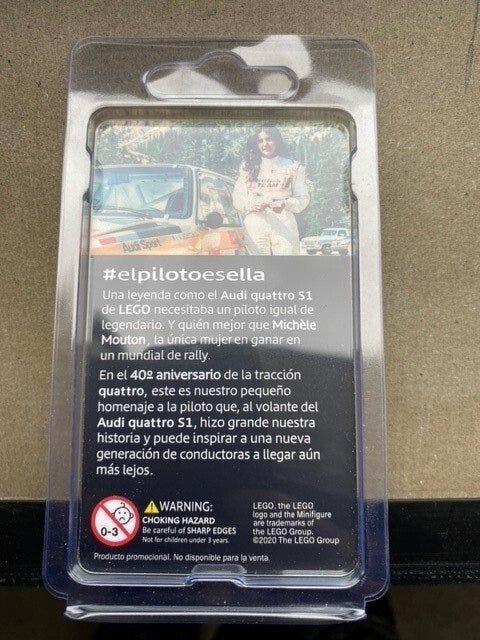 Audi Sport
TEAM
#elpilotoesella
Una leyenda como el Audi quattro S1
de LEGO necesitaba un piloto igual de
legendario. Y quién mejor que Michèle
Mouton, la única mujer en ganar en
un mundial de rally.
En el 40º aniversario de la tracción
quattro, este es nuestro pequeño
homenaje a la piloto que, al volante del
Audi quattro S1, hizo grande nuestra
historia y puede inspirar a una nueva
generación de conductoras a llegar aún
más lejos.
0-3
WARNING:
CHOKING HAZARD
Be careful of SHARP EDGES
Not for children under 3 years.
LEGO, the LEGO
logo and the Minifigure
are trademarks of
the LEGO Group.
©2020 The LEGO Group
Producto promocional. No disponible para la venta.